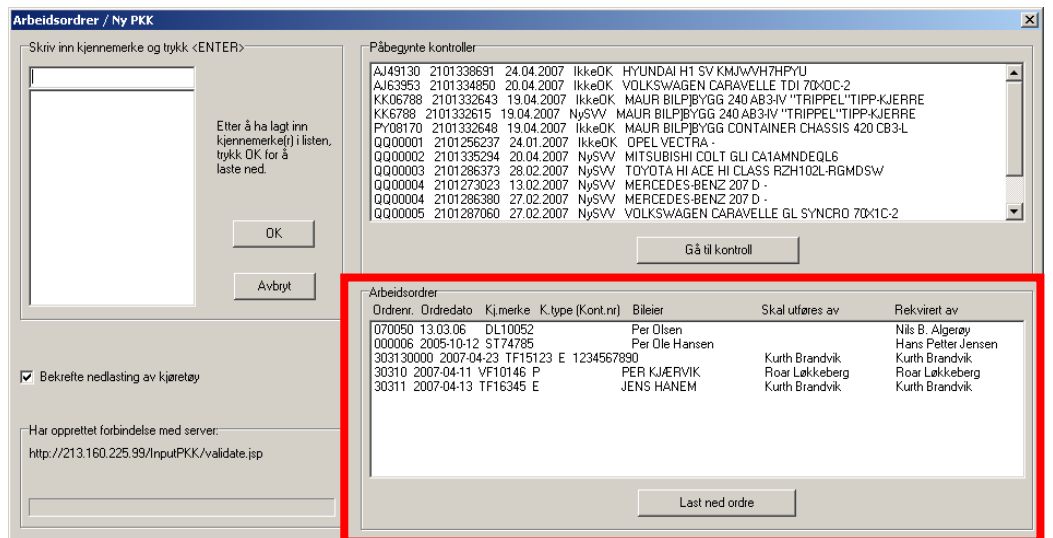 Arbeidsordrer / Ny PKK
Skriv inn kjennemerke og trykk <ENTER>
Etter å ha lagt inn
kjennemerke(r) i listen,
trykk OK for å
laste ned.
OK
Avbryt
Bekrefte nedlasting av kjøretøy
Har opprettet forbindelse med server:
http://213.160.225.99/InputPKK/validate.jsp
Påbegynte kontroller
AJ49130 2101338691 24.04.2007 IkkeOK HYUNDAI H1 SV KMJWVH7HPYU
AJ63953 2101334850 20.04.2007 IkkeOK VOLKSWAGEN CARAVELLE TDI 70X0C-2
KK06788 2101332643 19.04.2007 IkkeOK MAUR BILP]BYGG 240 AB3-IV "TRIPPEL"TIPP-KJERRE
KK6788 2101332615 19.04.2007 NySVV MAUR BILP]BYGG 240 AB3-IV "TRIPPEL"TIPP-KJERRE
PY08170 2101332648 19.04.2007 IkkeOK MAUR BILP]BYGG CONTAINER CHASSIS 420 CB3-L
QQ00001 2101256237 24.01.2007 IkkeOK OPEL VECTRA -
QQ00002 2101335294 20.04.2007 NySVV MITSUBISHI COLT GLI CA1AMNDEQL6
QQ00003 2101286373 28.02.2007 NySVV TOYOTA HI ACE HI CLASS RZH102L-RGMDSW
QQ00004 2101273023 13.02.2007 NySVV MERCEDES-BENZ 207 D -
QQ00004 2101286380 27.02.2007 NySVV MERCEDES-BENZ 207 D -
QQ00005 2101287060 27.02.2007 NySVV VOLKSWAGEN CARAVELLE GL SYNCRO 70X1C-2
Gå til kontroll
Arbeidsordrer
Ordrenr. Ordredato Kj.merke K.type (Kont.nr) Bileier Skal utføres av Rekvirert av
070050 13.03.06 DL10052 Per Olsen Nils B. Algerøy
000006 2005-10-12 ST74785 Per Ole Hansen Hans Petter Jensen
303130000 2007-04-23 TF15123 E 1234567890 Kurth Brandvik Kurth Brandvik
30310 2007-04-11 VF10146 P PER KJÆRVIK Roar Løkkeberg Roar Løkkeberg
30311 2007-04-13 TF16345 E JENS HANEM Kurth Brandvik Kurth Brandvik
Last ned ordre